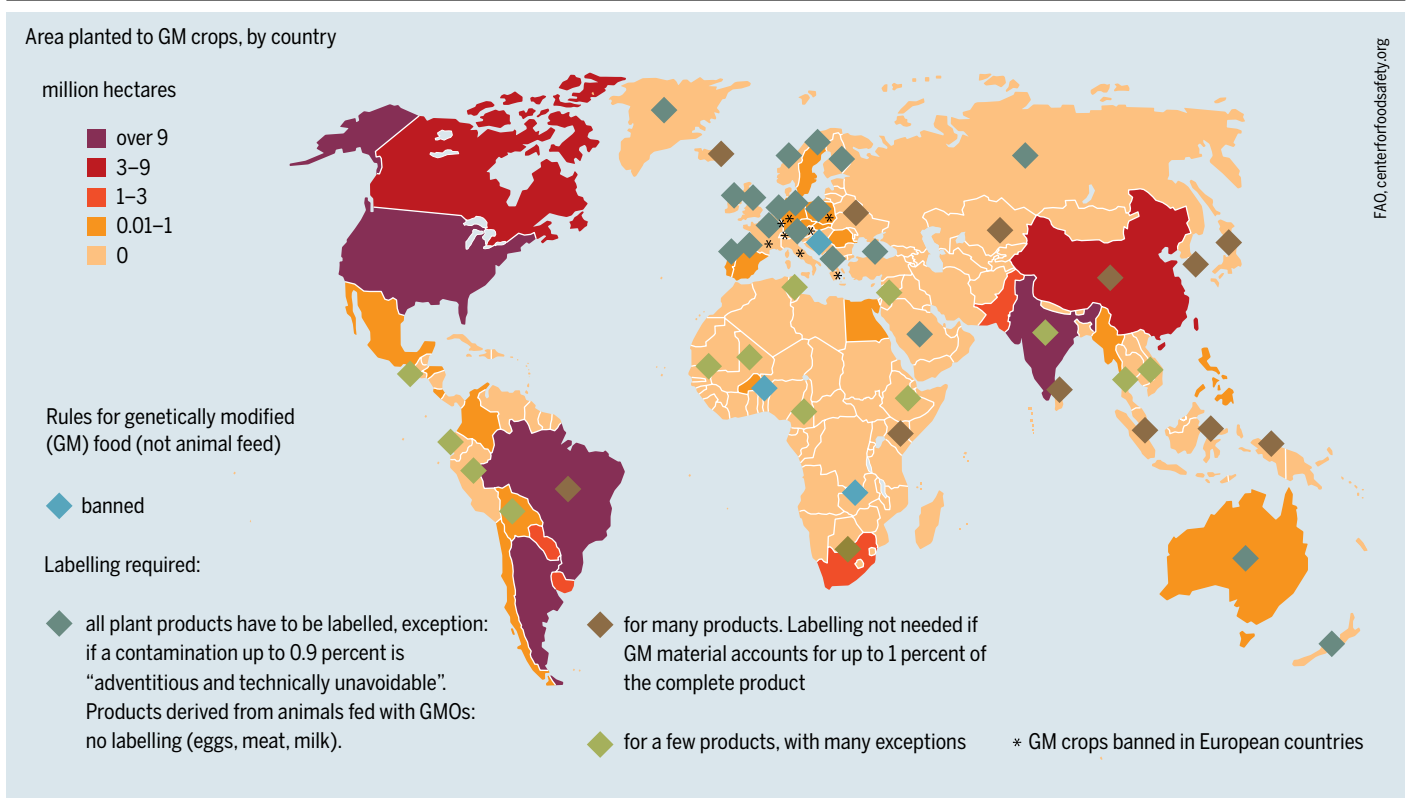 Area planted to GM crops, by country
million hectares
over 9
3–9
1–3
0.01–1
0
FAO, centerforfoodsafety.org
Rules for genetically modified
(GM) food (not animal feed)
banned
Labelling required:
all plant products have to be labelled, exception:
if a contamination up to 0.9 percent is
“adventitious and technically unavoidable”.
Products derived from animals fed with GMOs:
no labelling (eggs, meat, milk).
for many products. Labelling not needed if
GM material accounts for up to 1 percent of
the complete product
for a few products, with many exceptions
* GM crops banned in European countries